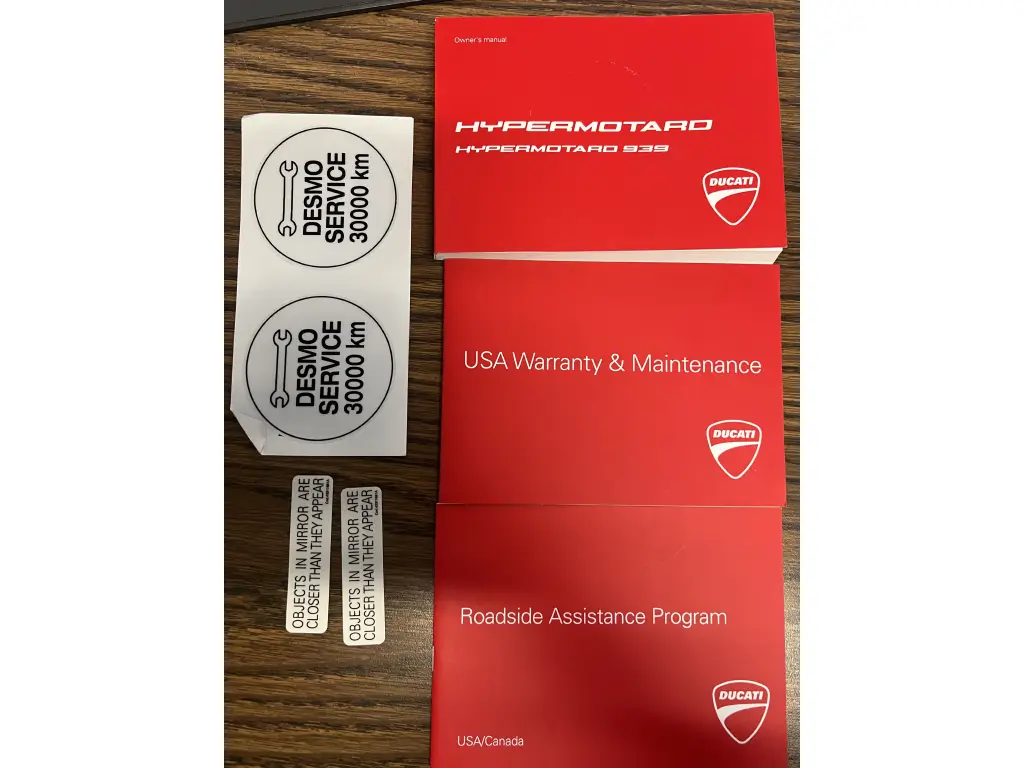 Owner's manual
HYPERMOTARD
HYPERMOTARD 939
DUCATI
USA Warranty & Maintenance
DUCATI
Roadside Assistance Program
DUCATI
USA/Canada
DESMO
SERVICE
30000 km
DESMO
SERVICE
30000 km
OBJECTS IN MIRROR ARE
CLOSER THAN THEY APPEAR
OBJECTS IN MIRROR ARE
CLOSER THAN THEY APPEAR